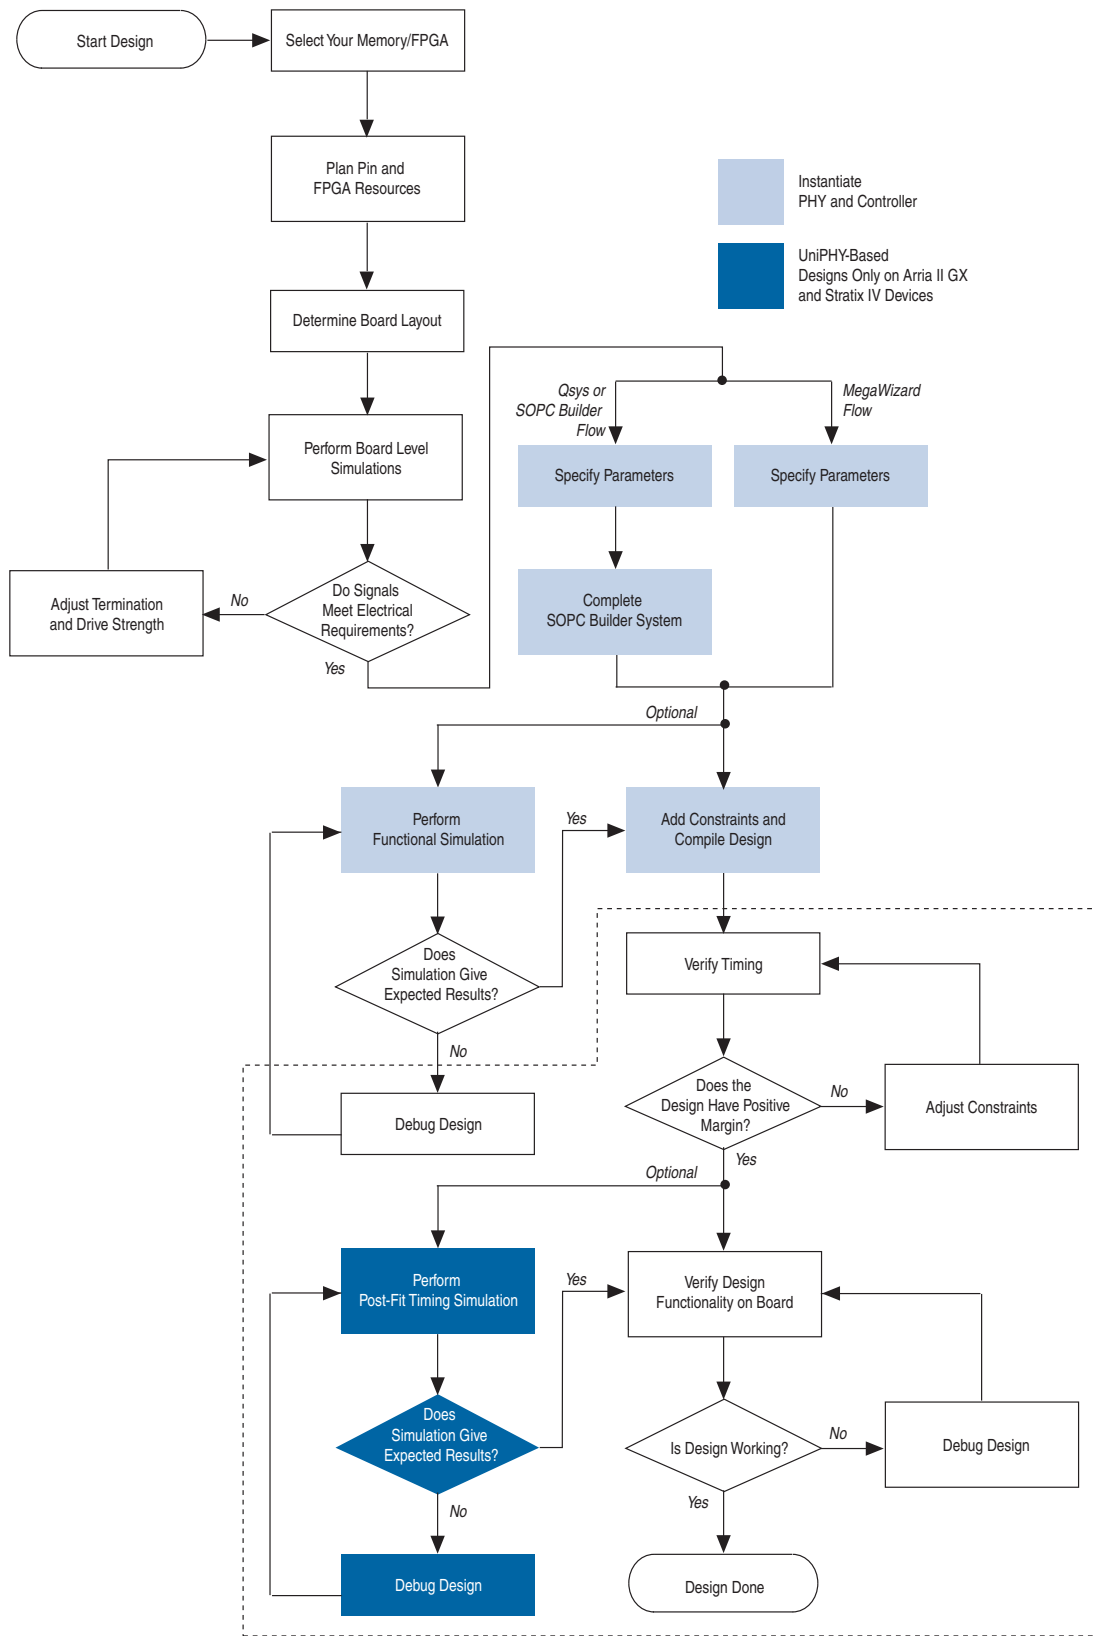 Start Design
Select Your Memory/FPGA
Plan Pin and
FPGA Resources
Instantiate
PHY and Controller
UniPHY-Based
Designs Only on Arria II GX
and Stratix IV Devices
Determine Board Layout
Qsys or
SOPC Builder
Flow
MegaWizard
Flow
Perform Board Level
Simulations
Specify Parameters
Specify Parameters
Adjust Termination
and Drive Strength
No
Do Signals
Meet Electrical
Requirements?
Yes
Complete
SOPC Builder System
Optional
Perform
Functional Simulation
Yes
Add Constraints and
Compile Design
Does
Simulation Give
Expected Results?
No
Verify Timing
Debug Design
Does the
Design Have Positive
Margin?
No
Adjust Constraints
Yes
Optional
Perform
Post-Fit Timing Simulation
Yes
Verify Design
Functionality on Board
Does
Simulation Give
Expected Results?
No
Is Design Working?
No
Debug Design
Yes
Debug Design
Design Done